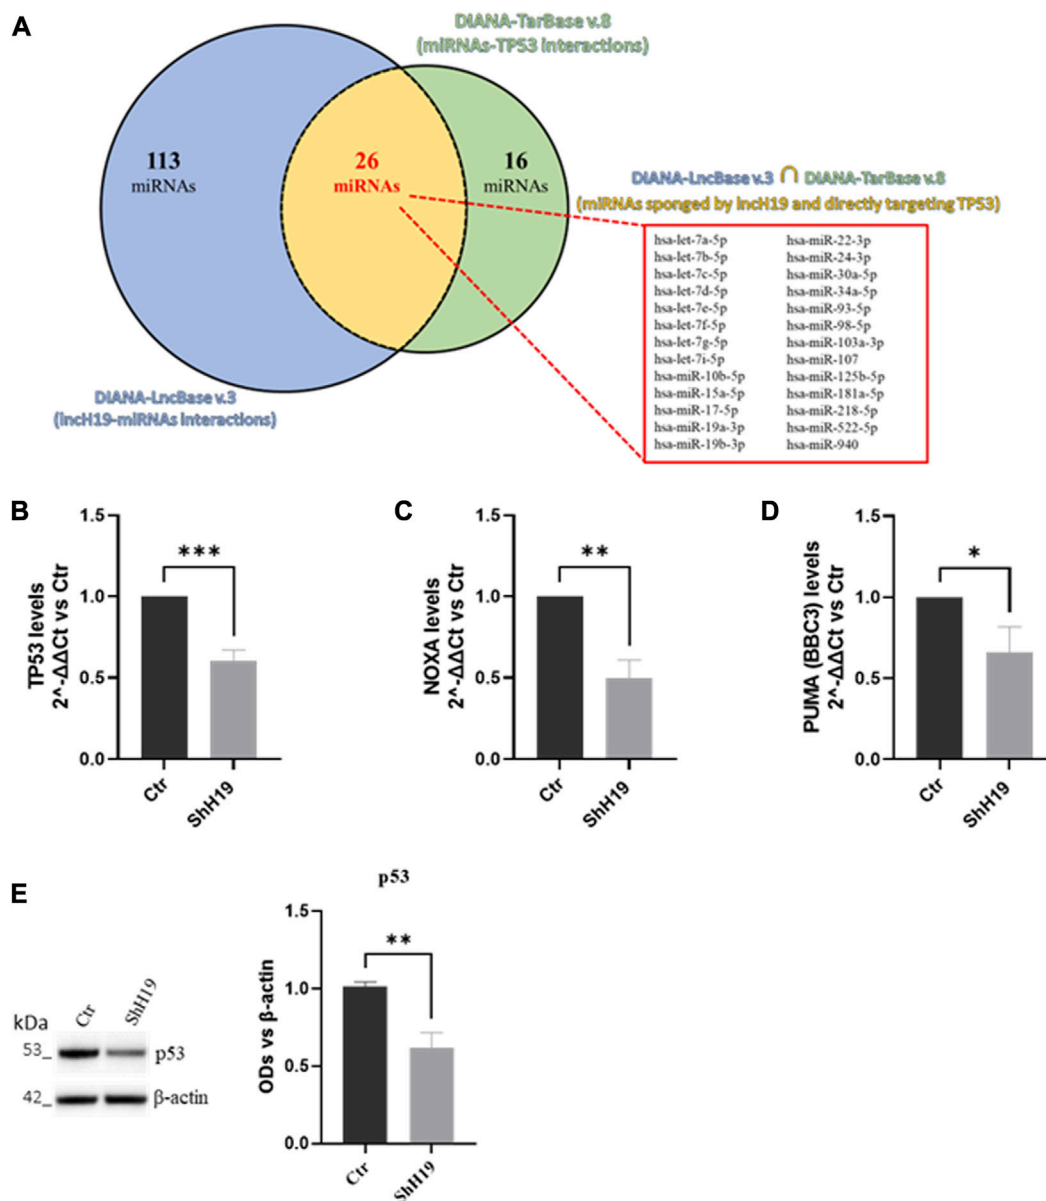 A
DIANA-TarBase v.8
(miRNAs-TP53 interactions)
113
miRNAs
26
miRNAs
16
miRNAs
DIANA-LncBase v.3 ∩ DIANA-TarBase v.8
(miRNAs sponged by lncH19 and directly targeting TP53)
hsa-let-7a-5p
hsa-let-7b-5p
hsa-let-7c-5p
hsa-let-7d-5p
hsa-let-7e-5p
hsa-let-7f-5p
hsa-let-7g-5p
hsa-let-7i-5p
hsa-miR-10b-5p
hsa-miR-15a-5p
hsa-miR-17-5p
hsa-miR-19a-3p
hsa-miR-19b-3p
hsa-miR-22-3p
hsa-miR-24-3p
hsa-miR-30a-5p
hsa-miR-34a-5p
hsa-miR-93-5p
hsa-miR-98-5p
hsa-miR-103a-3p
hsa-miR-107
hsa-miR-125b-5p
hsa-miR-181a-5p
hsa-miR-218-5p
hsa-miR-522-5p
hsa-miR-940
DIANA-LncBase v.3
(lncH19-miRNAs interactions)
B
TP53 levels
2^-ΔΔCt vs Ctr
1.5
1.0
0.5
0.0
***
Ctr
ShH19
C
NOXA levels
2^-ΔΔCt vs Ctr
1.5
1.0
0.5
0.0
**
Ctr
ShH19
D
PUMA (BBC3) levels
2^-ΔΔCt vs Ctr
1.5
1.0
0.5
0.0
*
Ctr
ShH19
E
kDa
Ctr
ShH19
53_
p53
42_
β-actin
p53
ODs vs β-actin
1.5
1.0
0.5
0.0
**
Ctr
ShH19